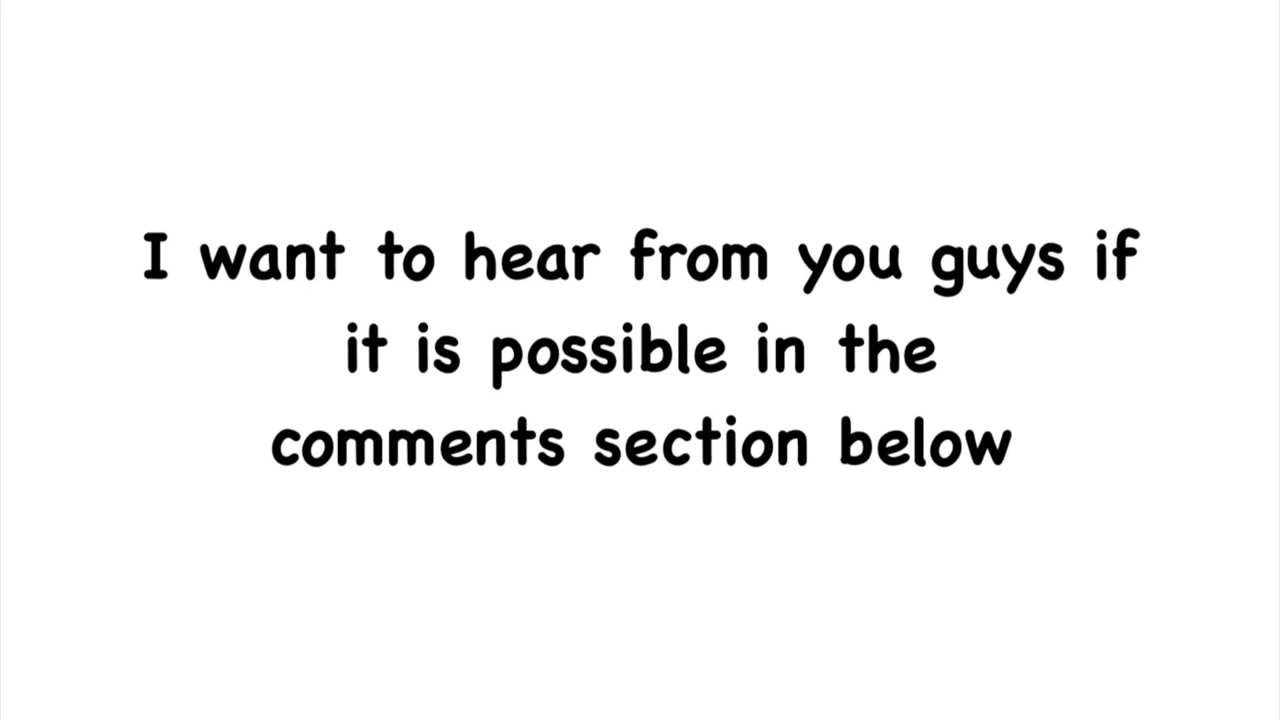 I want to hear from you guys if
it is possible in the
comments section below